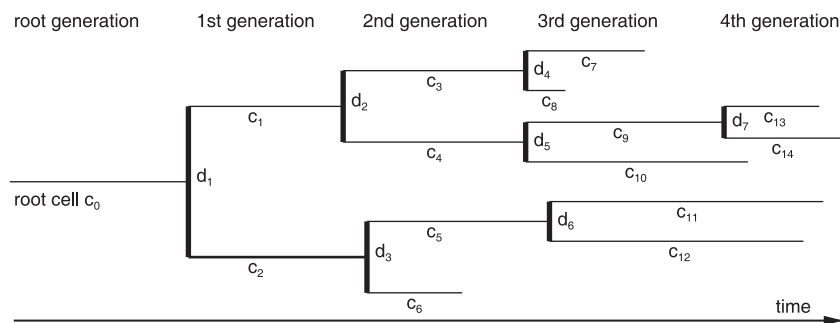 root generation 1st generation 2nd generation 3rd generation 4th generation
c7
d4
c3
c8
d2
c1
c13
d7
c9
d5
c4
c14
c10
d1
root cell c0
c11
d6
c5
c12
d3
c2
c6
time